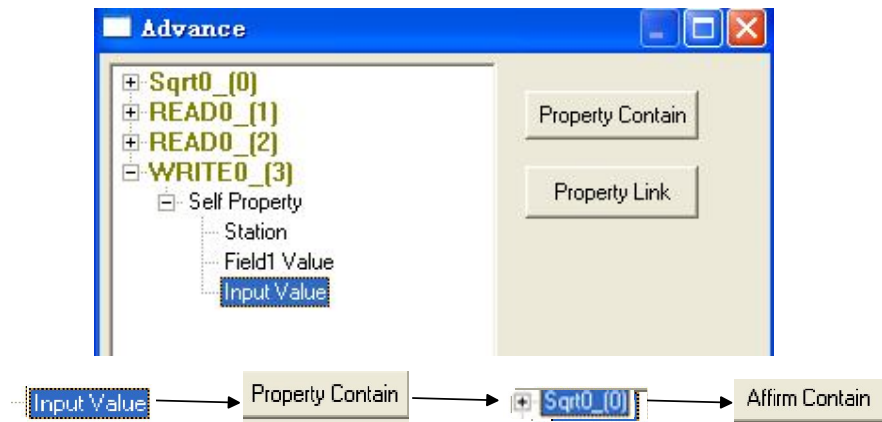 Advance
Sqrt0_(0)
READ0_(1)
READ0_(2)
WRITE0_(3)
Self Property
Station
Field1 Value
Input Value
Property Contain
Property Link
Input Value
Property Contain
Sqrt0_(0)
Affirm Contain